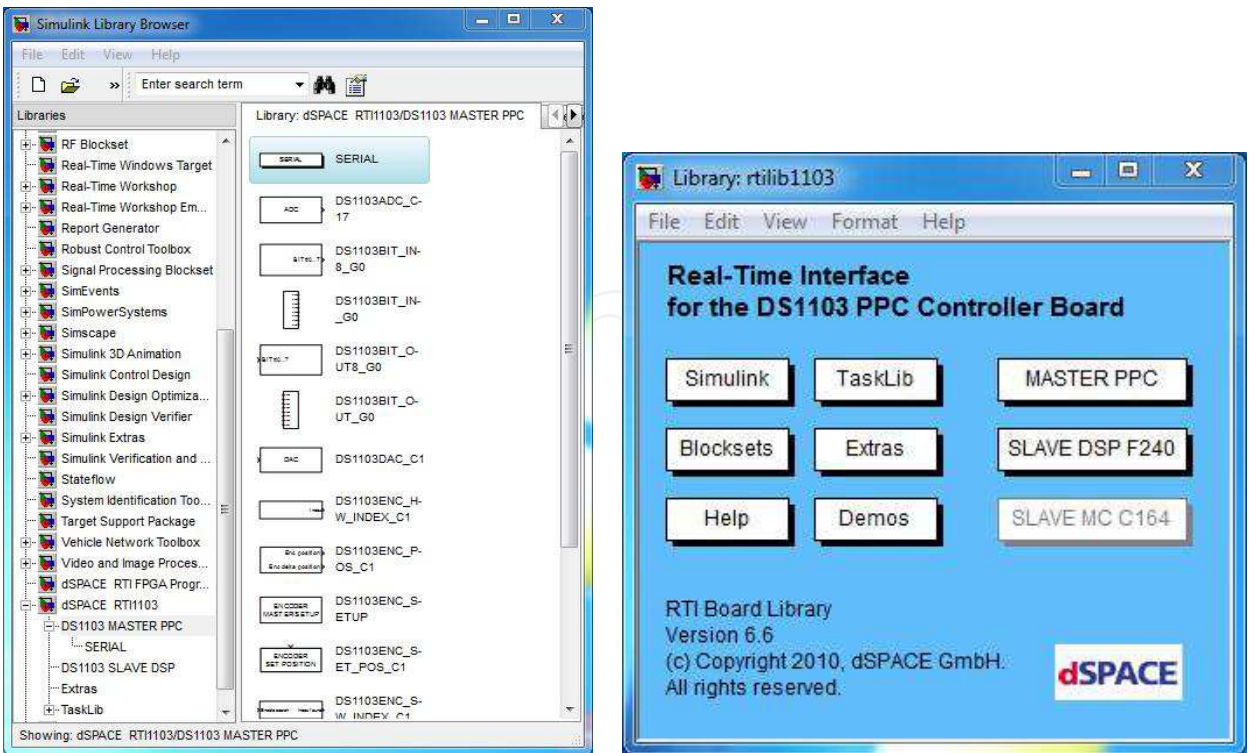 Simulink Library Browser
File Edit View Help
» Enter search term
Libraries
RF Blockset
Real-Time Windows Target
Real-Time Workshop
Real-Time Workshop Em...
Report Generator
Robust Control Toolbox
Signal Processing Blockset
SimEvents
SimPowerSystems
Simscape
Simulink 3D Animation
Simulink Control Design
Simulink Design Optimiza...
Simulink Design Verifier
Simulink Extras
Simulink Verification and ...
Stateflow
System Identification Too...
Target Support Package
Vehicle Network Toolbox
Video and Image Proces...
dSPACE RTI FPGA Progr...
dSPACE RTI1103
DS1103 MASTER PPC
SERIAL
DS1103 SLAVE DSP
Extras
TaskLib
Library: dSPACE RTI1103/DS1103 MASTER PPC
SERIAL SERIAL
ADC DS1103ADC_C-
17
DS1103BIT_IN-
8_G0
DS1103BIT_IN-
_G0
DS1103BIT_O-
UT8_G0
DS1103BIT_O-
UT_G0
DAC DS1103DAC_C1
DS1103ENC_H-
W_INDEX_C1
Enc position
Enc delta position
DS1103ENC_P-
OS_C1
ENCODER
MASTER SETUP
DS1103ENC_S-
ETUP
ENCODER
SET POSITION
DS1103ENC_S-
ET_POS_C1
DS1103ENC_S-
W_INDEX_C1
Showing: dSPACE RTI1103/DS1103 MASTER PPC
Library: rtilib1103
File Edit View Format Help
Real-Time Interface
for the DS1103 PPC Controller Board
Simulink TaskLib MASTER PPC
Blocksets Extras SLAVE DSP F240
Help Demos SLAVE MC C164
RTI Board Library
Version 6.6
(c) Copyright 2010, dSPACE GmbH.
All rights reserved.
dSPACE